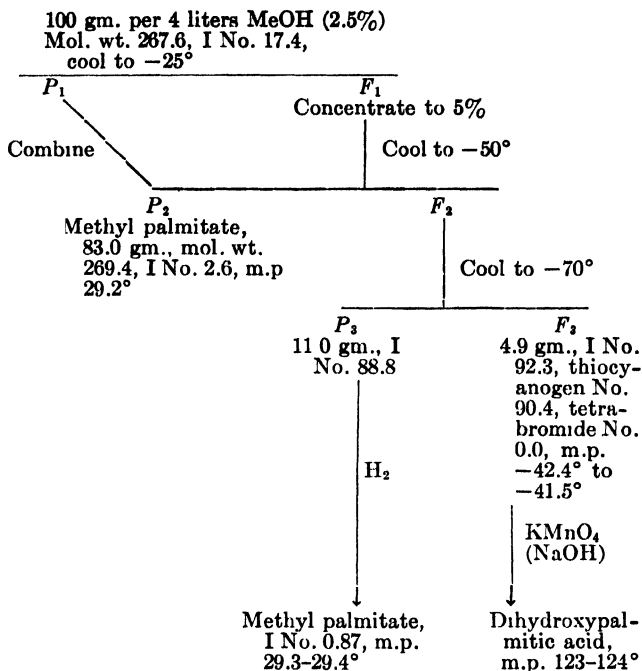 100 gm. per 4 liters MeOH (2.5%)
Mol. wt. 267.6, I No. 17.4,
cool to −25°
P₁ F₁
Concentrate to 5%
Combine
Cool to −50°
P₂ F₂
Methyl palmitate,
83.0 gm., mol. wt.
269.4, I No. 2.6, m.p
29.2°
Cool to −70°
P₃ F₃
11 0 gm., I
No. 88.8
4.9 gm., I No.
92.3, thiocy-
anogen No.
90.4, tetra-
bromide No.
0.0, m.p.
−42.4° to
−41.5°
H₂
KMnO₄
(NaOH)
Methyl palmitate,
I No. 0.87, m.p.
29.3–29.4°
Dihydroxypal-
mitic acid,
m.p. 123–124°